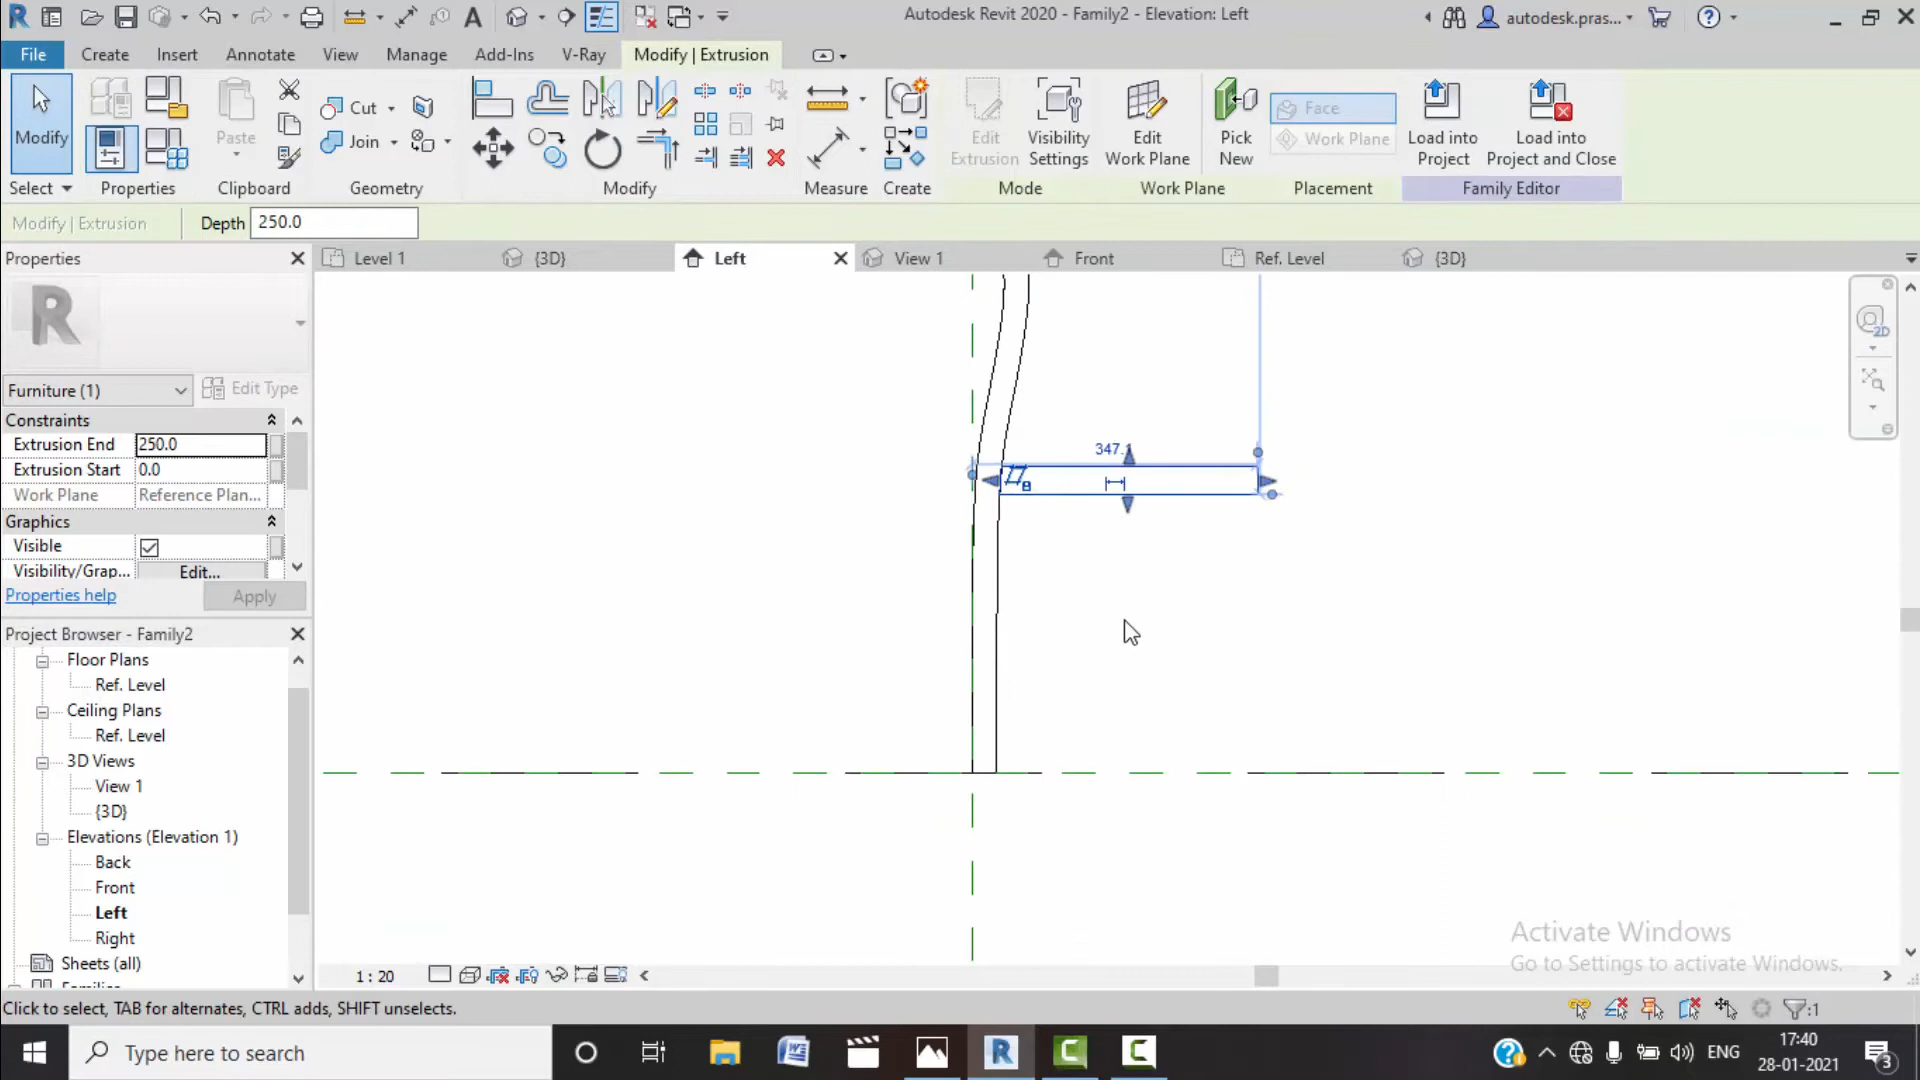 Autodesk Revit 2020 - Family2 - Elevation: Left
autodesk.pras...
File
Create
Insert
Annotate
View
Manage
Add-Ins
V-Ray
Modify | Extrusion
Modify
Paste
Cut
Join
Edit
Extrusion
Visibility
Settings
Edit
Work Plane
Pick
New
Face
Work Plane
Load into
Project
Load into
Project and Close
Select
Properties
Clipboard
Geometry
Modify
Measure
Create
Mode
Work Plane
Placement
Family Editor
Modify | Extrusion
Depth
250.0
Properties
Level 1
{3D}
Left
View 1
Front
Ref. Level
{3D}
2D
Furniture (1)
Edit Type
Constraints
Extrusion End
250.0
Extrusion Start
0.0
Work Plane
Reference Plan...
Graphics
Visible
Visibility/Grap...
Edit...
Properties help
Apply
347.1
Project Browser - Family2
Floor Plans
Ref. Level
Ceiling Plans
Ref. Level
3D Views
View 1
{3D}
Elevations (Elevation 1)
Back
Front
Left
Right
Sheets (all)
1 : 20
Activate Windows
Go to Settings to activate Windows.
Click to select, TAB for alternates, CTRL adds, SHIFT unselects.
:1
Type here to search
ENG
17:40
28-01-2021
3